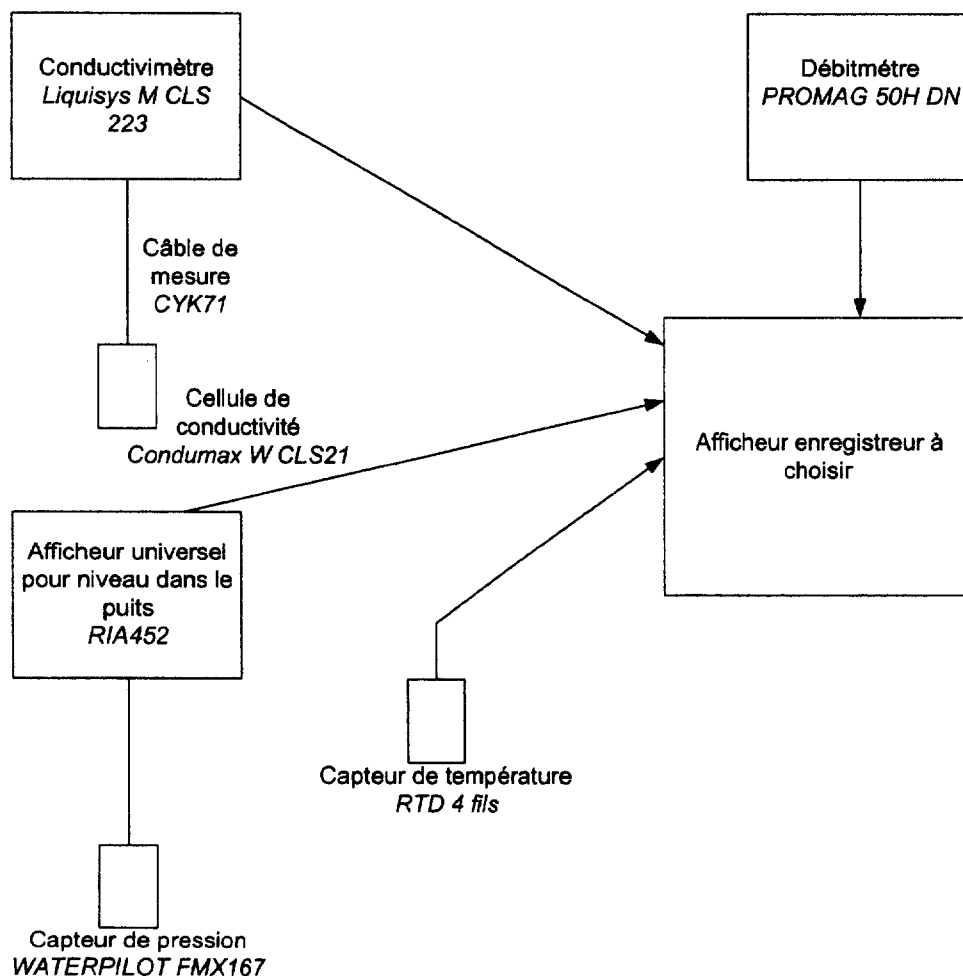 Conductivimètre
Liquisys M CLS
223
Débitmétre
PROMAG 50H DN
Câble de
mesure
CYK71
Cellule de
conductivité
Condumax W CLS21
Afficheur enregistreur à
choisir
Afficheur universel
pour niveau dans le
puits
RIA452
Capteur de température
RTD 4 fils
Capteur de pression
WATERPILOT FMX167